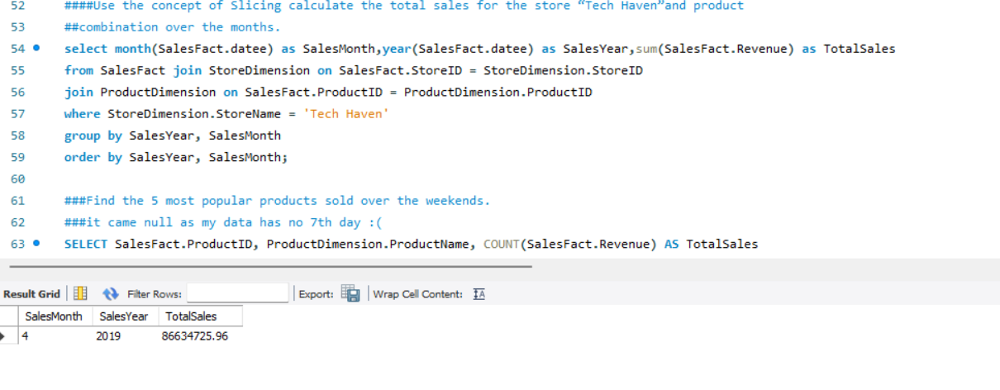 52 ####Use the concept of Slicing calculate the total sales for the store “Tech Haven”and product
53 ##combination over the months.
54 select month(SalesFact.datee) as SalesMonth,year(SalesFact.datee) as SalesYear,sum(SalesFact.Revenue) as TotalSales
55 from SalesFact join StoreDimension on SalesFact.StoreID = StoreDimension.StoreID
56 join ProductDimension on SalesFact.ProductID = ProductDimension.ProductID
57 where StoreDimension.StoreName = 'Tech Haven'
58 group by SalesYear, SalesMonth
59 order by SalesYear, SalesMonth;
60
61 ###Find the 5 most popular products sold over the weekends.
62 ###it came null as my data has no 7th day :(
63 SELECT SalesFact.ProductID, ProductDimension.ProductName, COUNT(SalesFact.Revenue) AS TotalSales
Result Grid Filter Rows: Export: Wrap Cell Content: IA
SalesMonth SalesYear TotalSales
4 2019 86634725.96